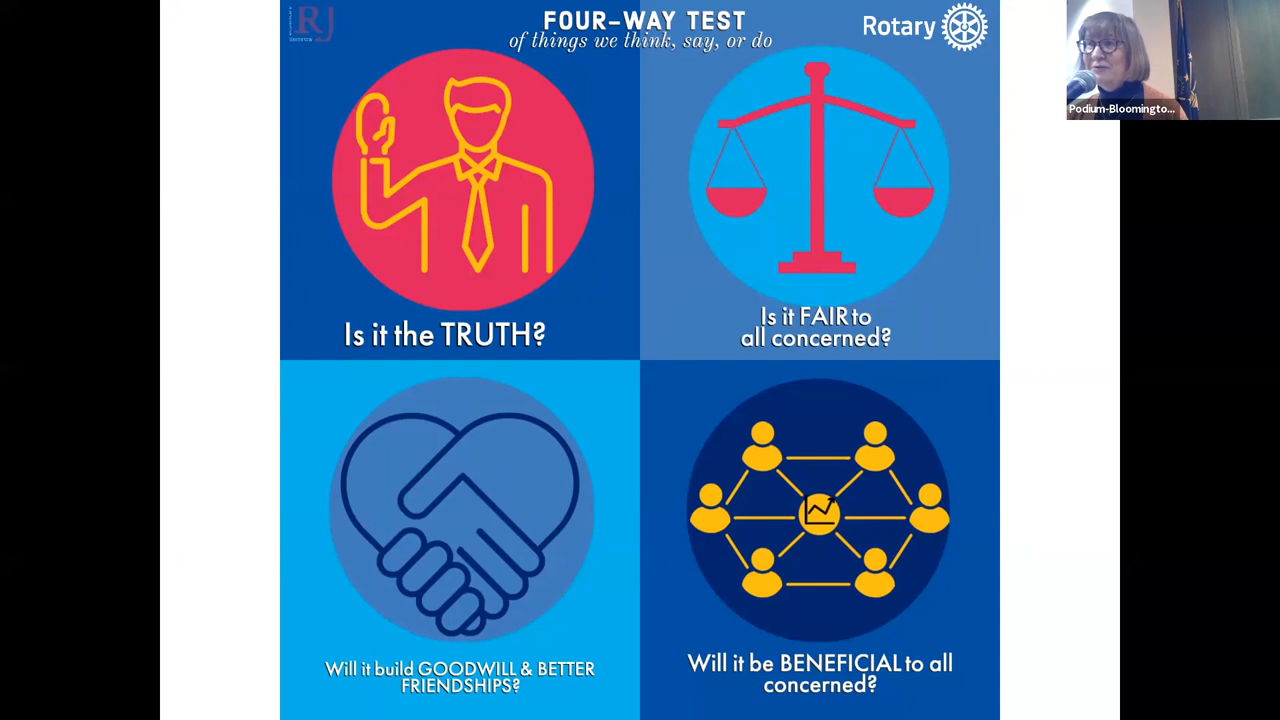 RJ
FOUR-WAY TEST
of things we think, say, or do
Rotary
Podium-Bloomingto...
Is it the TRUTH?
Is it FAIR to
all concerned?
Will it build GOODWILL & BETTER
FRIENDSHIPS?
Will it be BENEFICIAL to all
concerned?